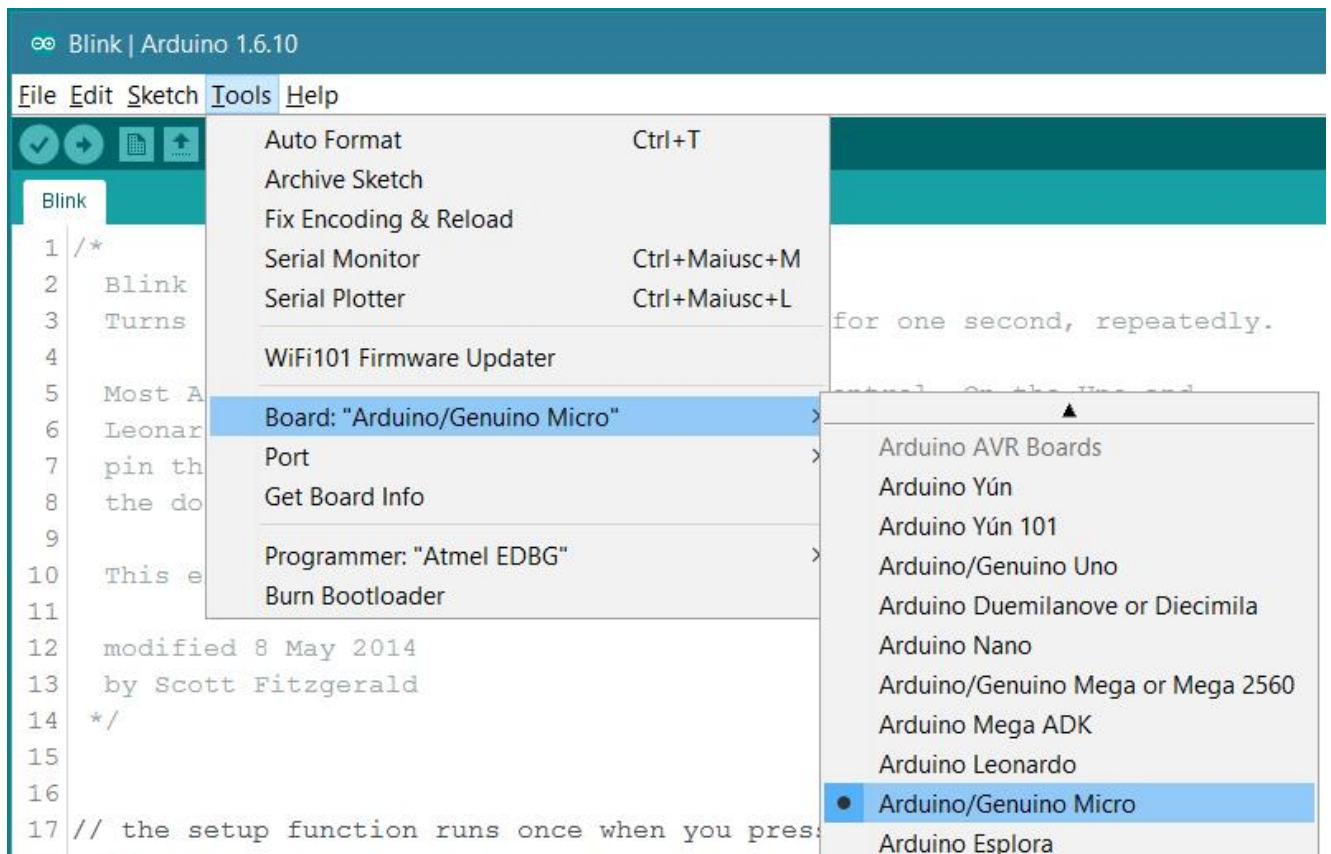 Blink | Arduino 1.6.10
File Edit Sketch Tools Help
Auto Format Ctrl+T
Archive Sketch
Fix Encoding & Reload
Serial Monitor Ctrl+Maiusc+M
Serial Plotter Ctrl+Maiusc+L
WiFi101 Firmware Updater
Board: "Arduino/Genuino Micro"
Port
Get Board Info
Programmer: "Atmel EDBG"
Burn Bootloader
Arduino AVR Boards
Arduino Yún
Arduino Yún 101
Arduino/Genuino Uno
Arduino Duemilanove or Diecimila
Arduino Nano
Arduino/Genuino Mega or Mega 2560
Arduino Mega ADK
Arduino Leonardo
Arduino/Genuino Micro
Arduino Esplora
Blink
1 /*
2 Blink
3 Turns for one second, repeatedly.
4
5 Most A
6 Leonar
7 pin th
8 the do
9
10 This e
11
12 modified 8 May 2014
13 by Scott Fitzgerald
14 */
15
16
17 // the setup function runs once when you press